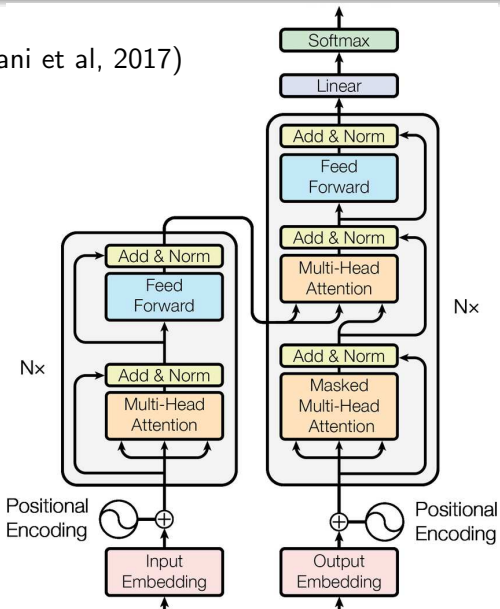 ani et al, 2017)
Softmax
Linear
Add & Norm
Feed
Forward
Add & Norm
Multi-Head
Attention
Add & Norm
Masked
Multi-Head
Attention
Nx
Add & Norm
Feed
Forward
Add & Norm
Multi-Head
Attention
Nx
Positional
Encoding
Input
Embedding
Positional
Encoding
Output
Embedding